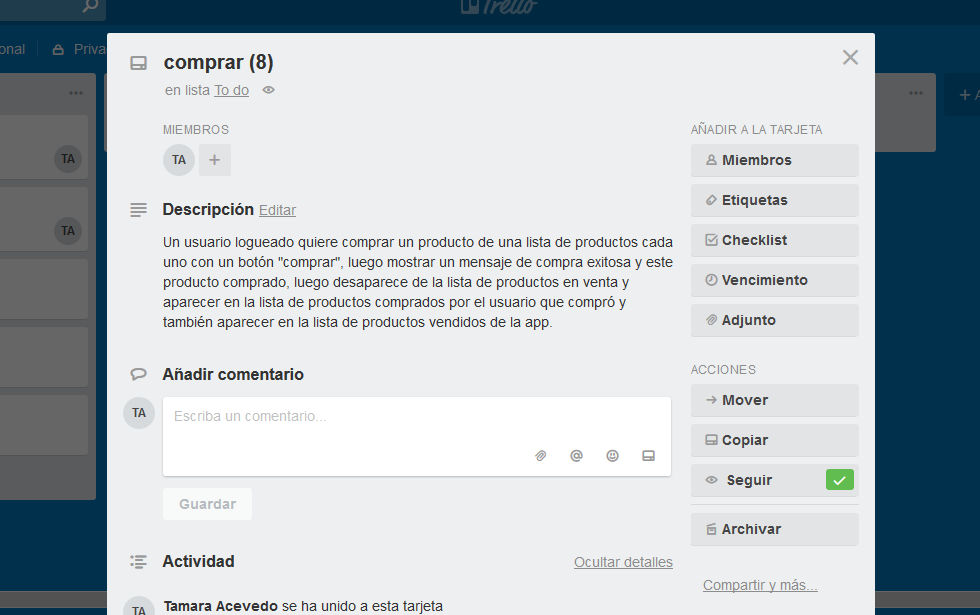 Trello
onal
Priva
comprar (8)
en lista To do
MIEMBROS
TA
TA
TA
Descripción Editar
Un usuario logueado quiere comprar un producto de una lista de productos cada
uno con un botón "comprar", luego mostrar un mensaje de compra exitosa y este
producto comprado, luego desaparece de la lista de productos en venta y
aparecer en la lista de productos comprados por el usuario que compró y
también aparecer en la lista de productos vendidos de la app.
Añadir comentario
TA
Escriba un comentario...
Guardar
Actividad
Ocultar detalles
TA
Tamara Acevedo se ha unido a esta tarjeta
AÑADIR A LA TARJETA
Miembros
Etiquetas
Checklist
Vencimiento
Adjunto
ACCIONES
Mover
Copiar
Seguir
Archivar
Compartir y más...